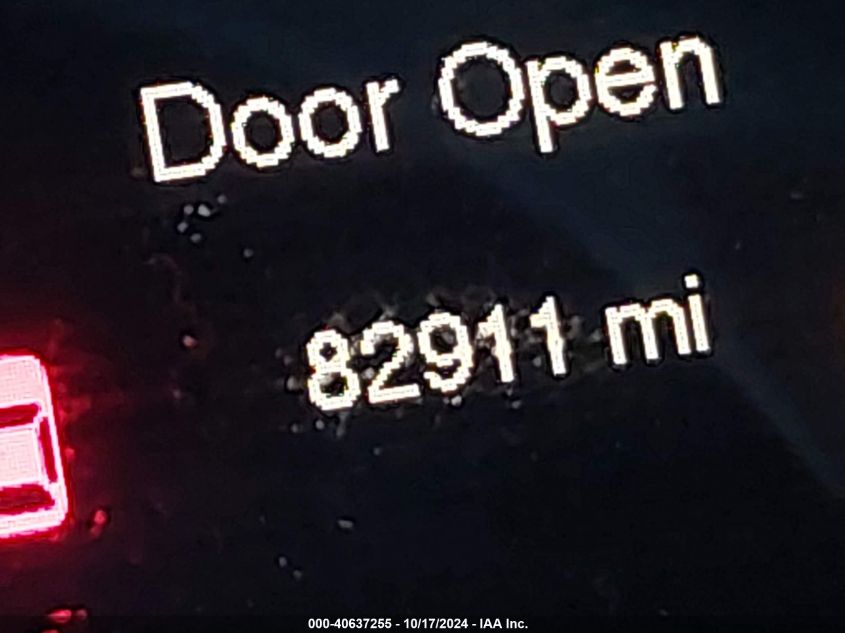 Door Open
82911 mi
000-40637255 - 10/17/2024 - IAA Inc.